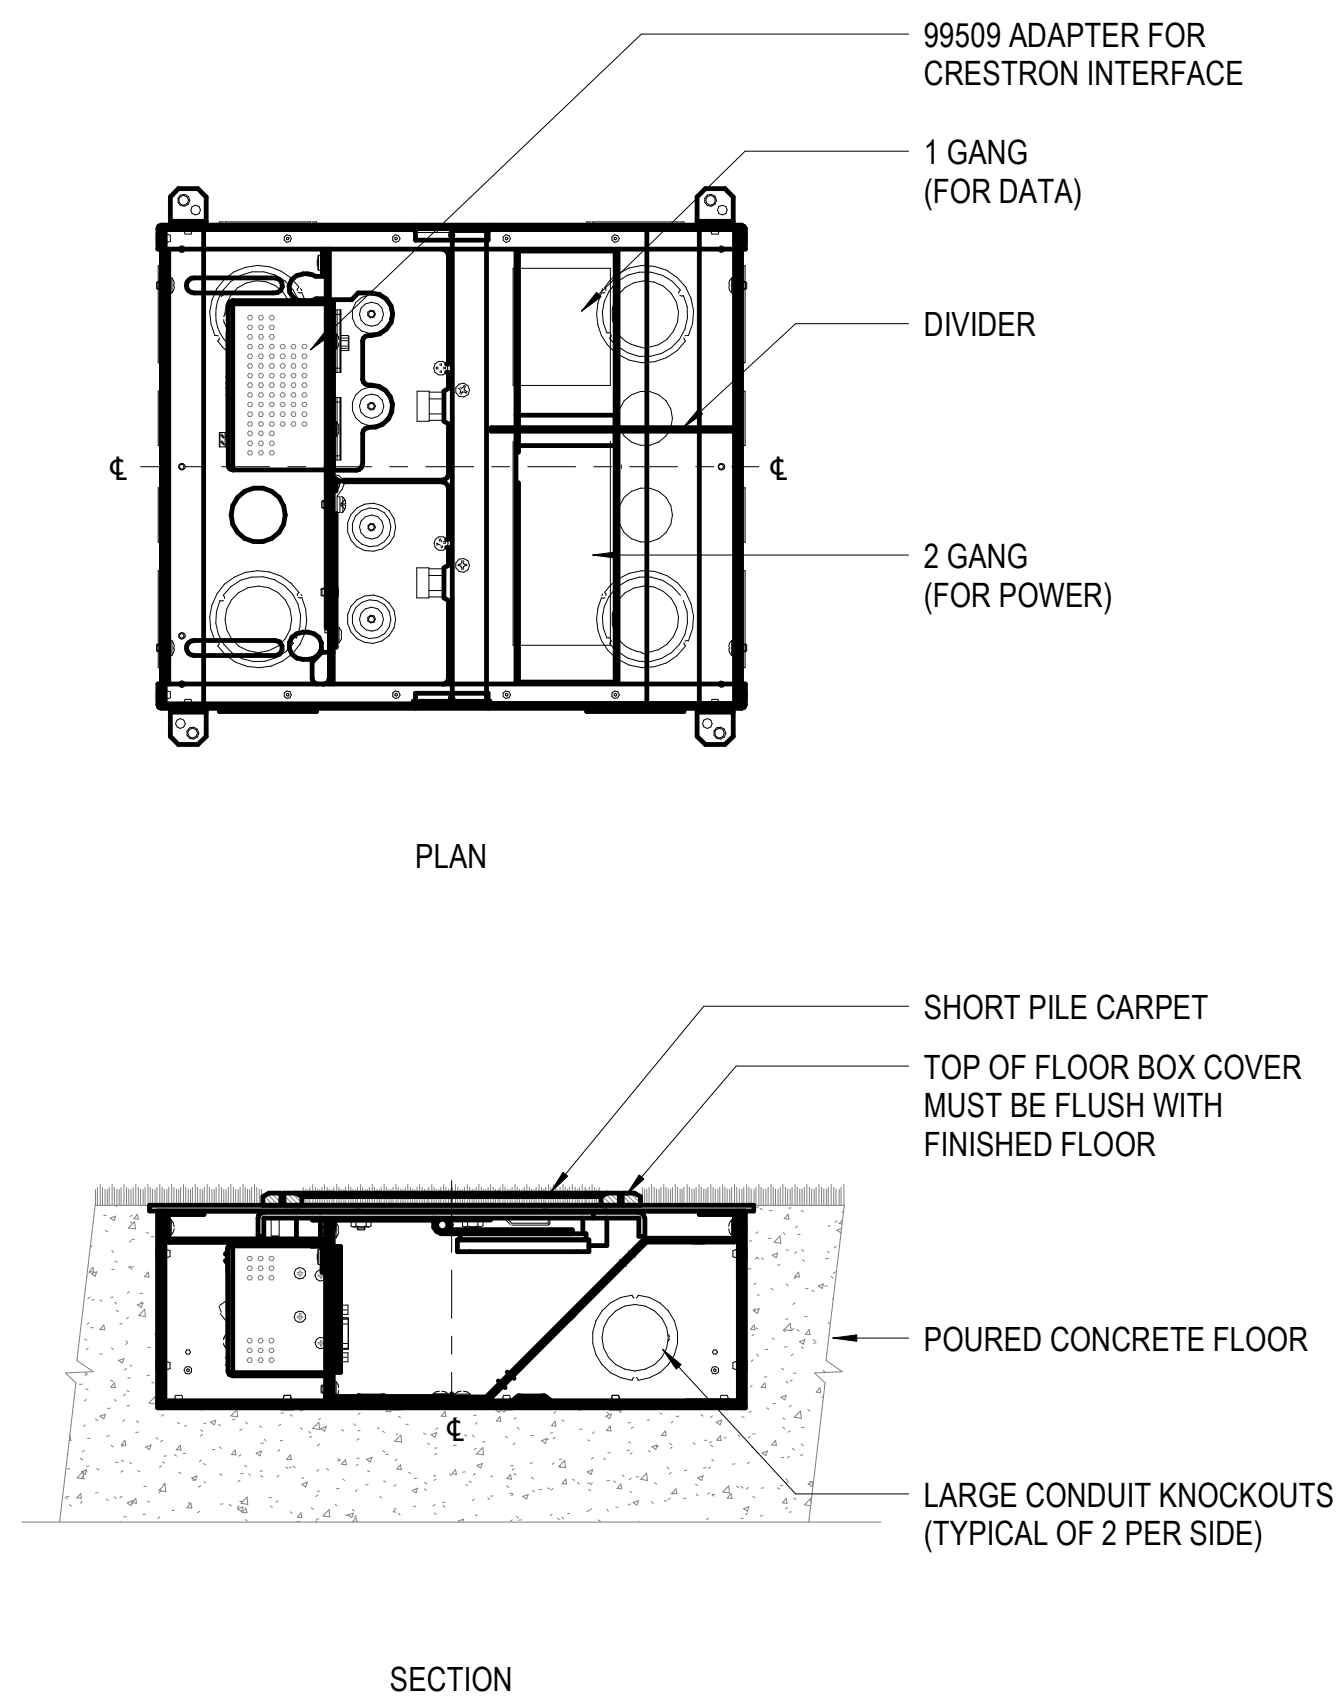 99509 ADAPTER FOR
CRESTRON INTERFACE
1 GANG
(FOR DATA)
DIVIDER
℄ ℄
2 GANG
(FOR POWER)
PLAN
SHORT PILE CARPET
TOP OF FLOOR BOX COVER
MUST BE FLUSH WITH
FINISHED FLOOR
POURED CONCRETE FLOOR
℄
LARGE CONDUIT KNOCKOUTS
(TYPICAL OF 2 PER SIDE)
SECTION